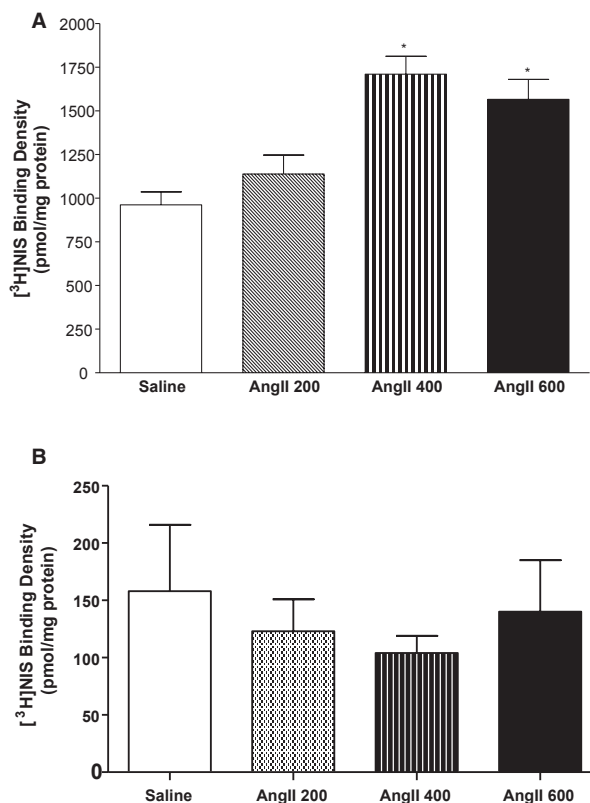 A
[³H]NIS Binding Density
(pmol/mg protein)
2000
1750
1500
1250
1000
750
500
250
0
*
*
Saline
AngII 200
AngII 400
AngII 600
B
[³H]NIS Binding Density
(pmol/mg protein)
250
200
150
100
50
0
Saline
AngII 200
AngII 400
AngII 600